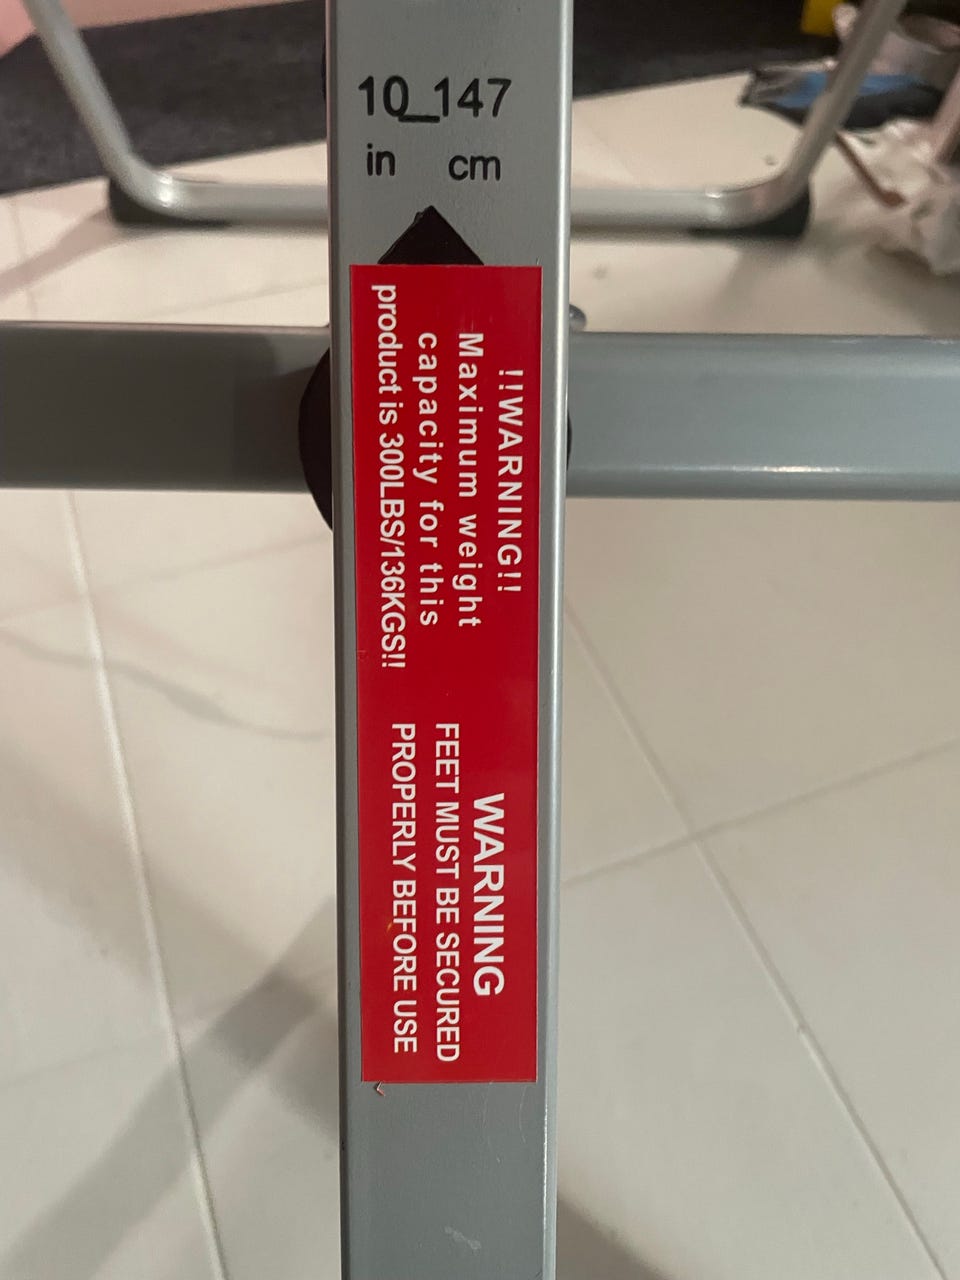 10_147
in cm
!!WARNING!!
Maximum weight
capacity for this
product is 300LBS/136KGS!!
WARNING
FEET MUST BE SECURED
PROPERLY BEFORE USE